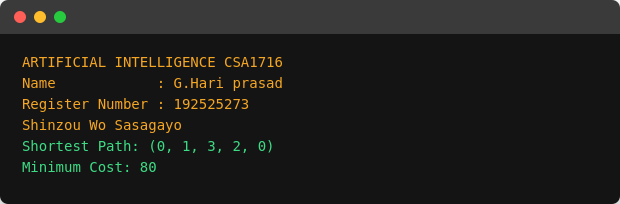 ARTIFICIAL INTELLIGENCE CSA1716
Name            : G.Hari prasad
Register Number : 192525273
Shinzou Wo Sasagayo
Shortest Path: (0, 1, 3, 2, 0)
Minimum Cost: 80